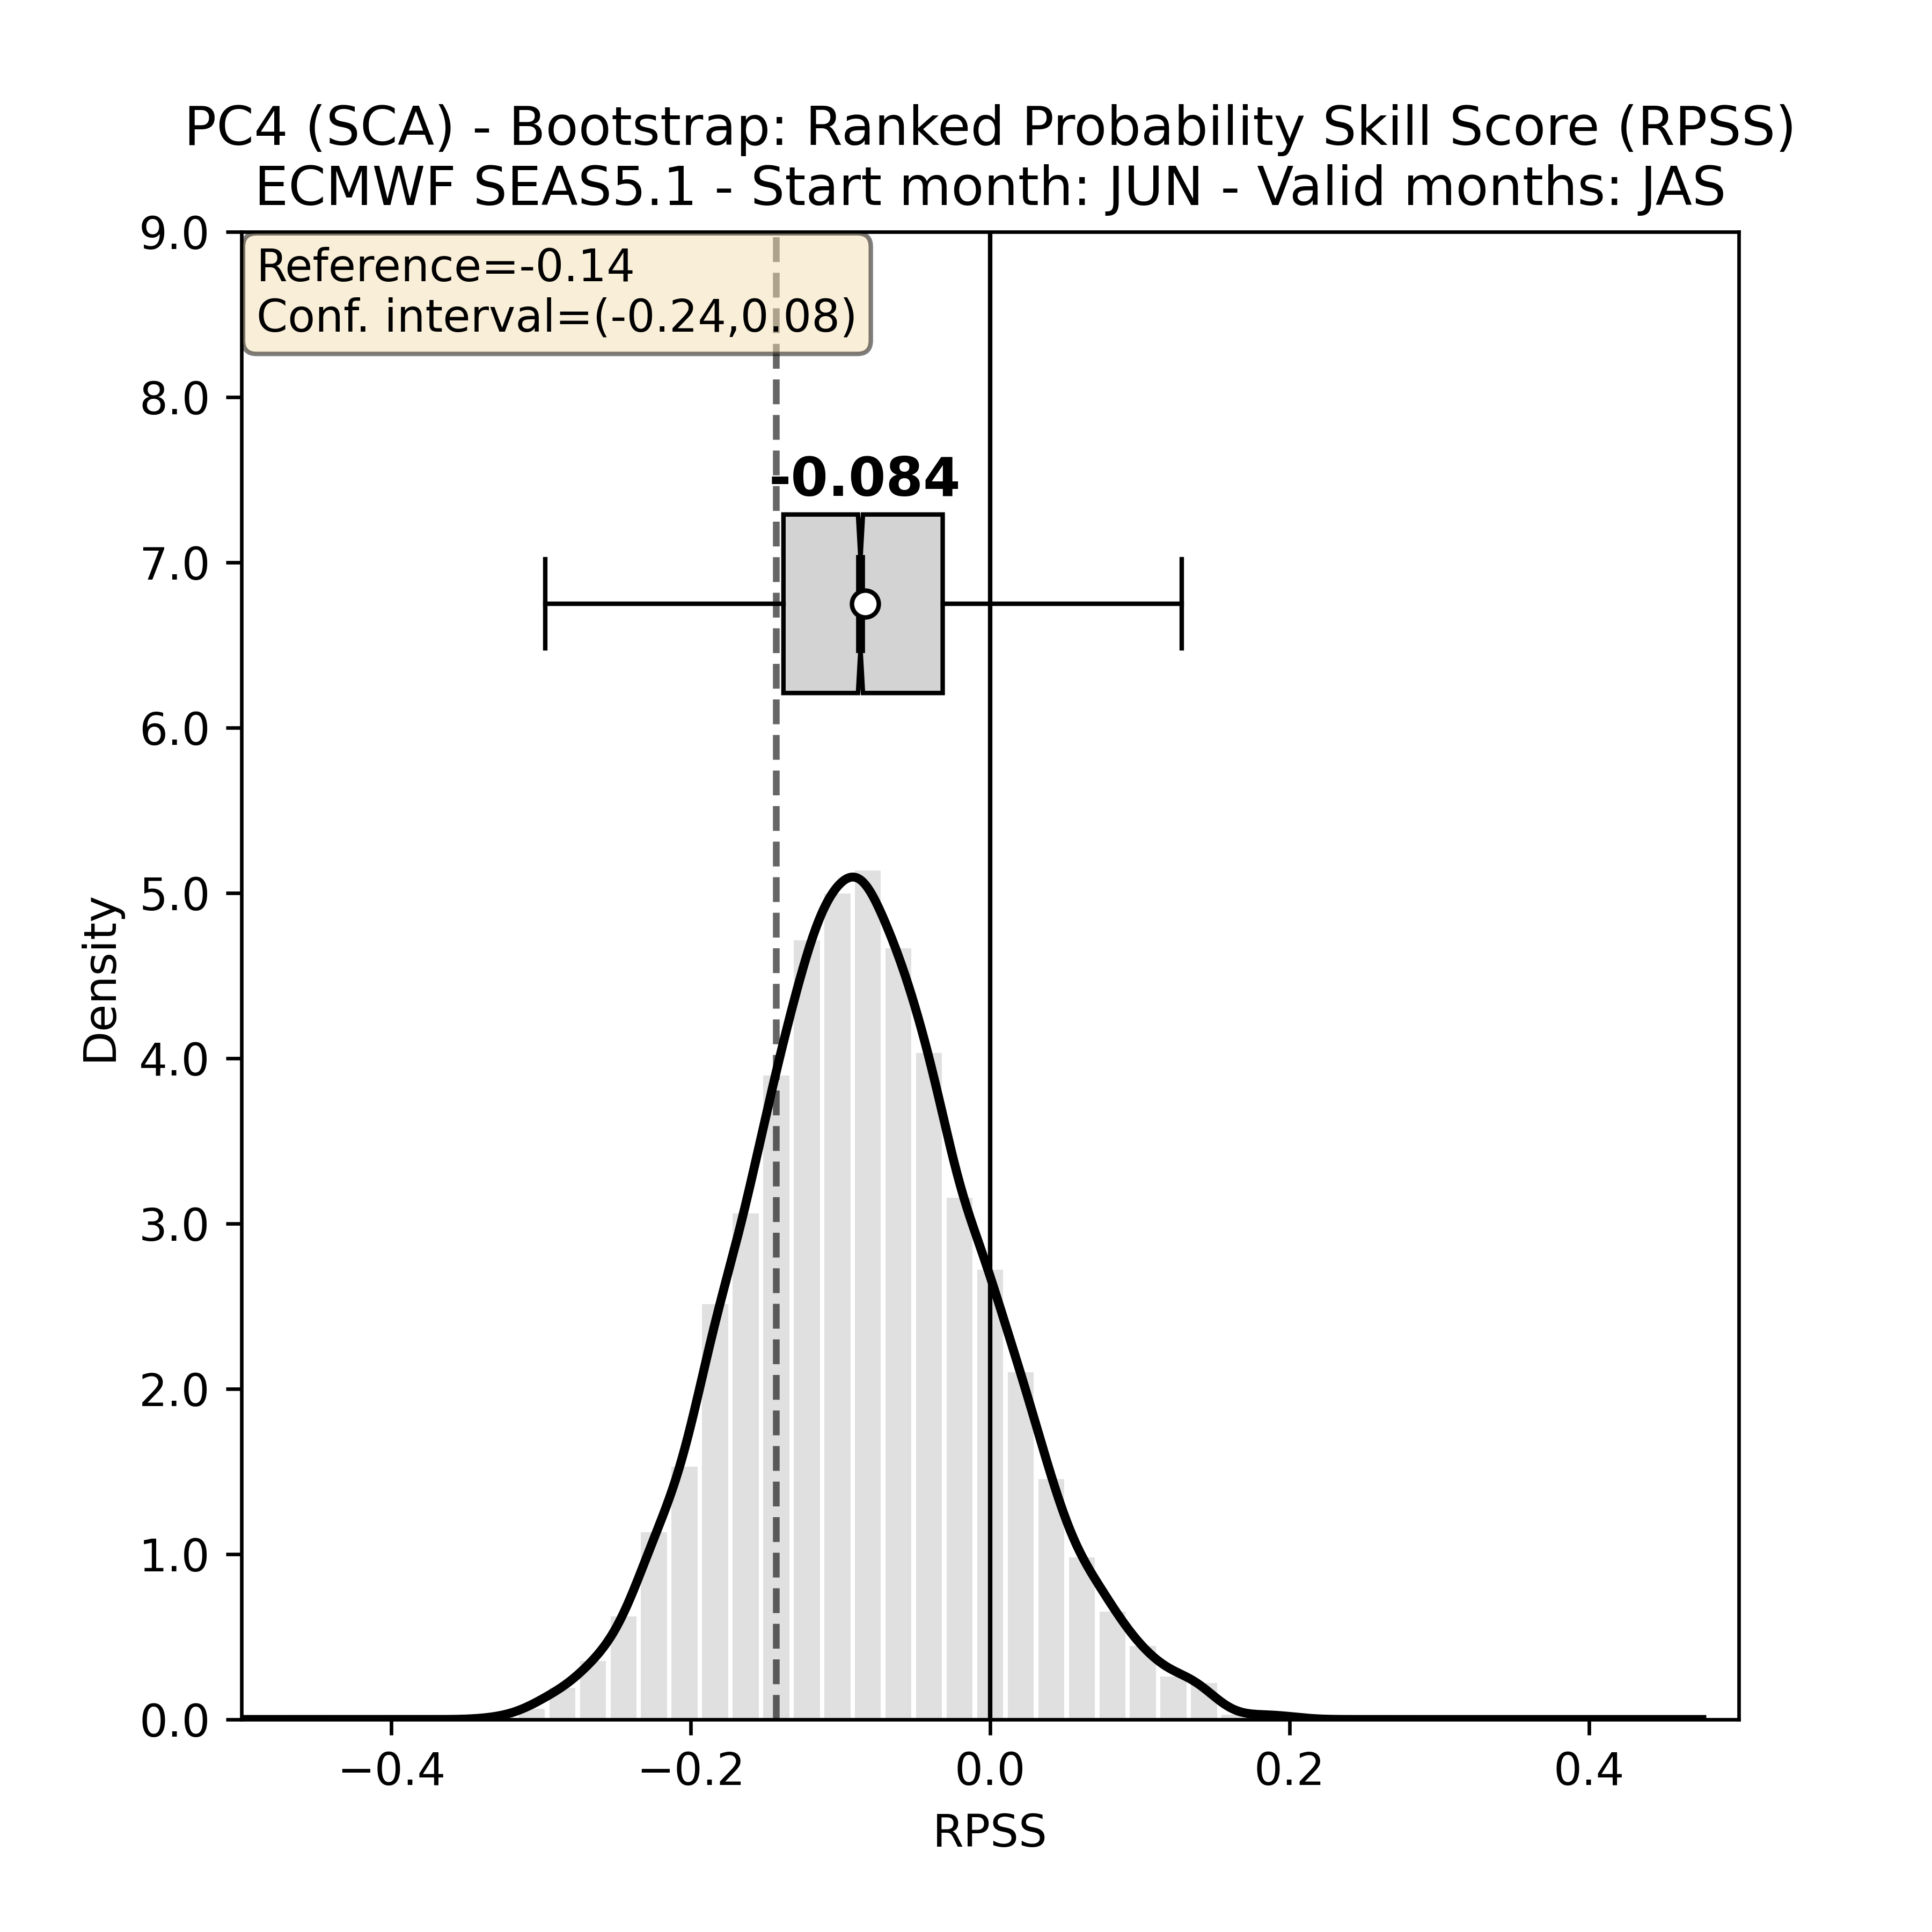 PC4 (SCA) - Bootstrap: Ranked Probability Skill Score (RPSS)
ECMWF SEAS5.1 - Start month: JUN - Valid months: JAS
9.0
Reference=-0.14
Conf. interval=(-0.24,0.08)
8.0
-0.084
7.0
6.0
5.0
Density
4.0
3.0
2.0
1.0
0.0
−0.4 −0.2 0.0 0.2 0.4
RPSS